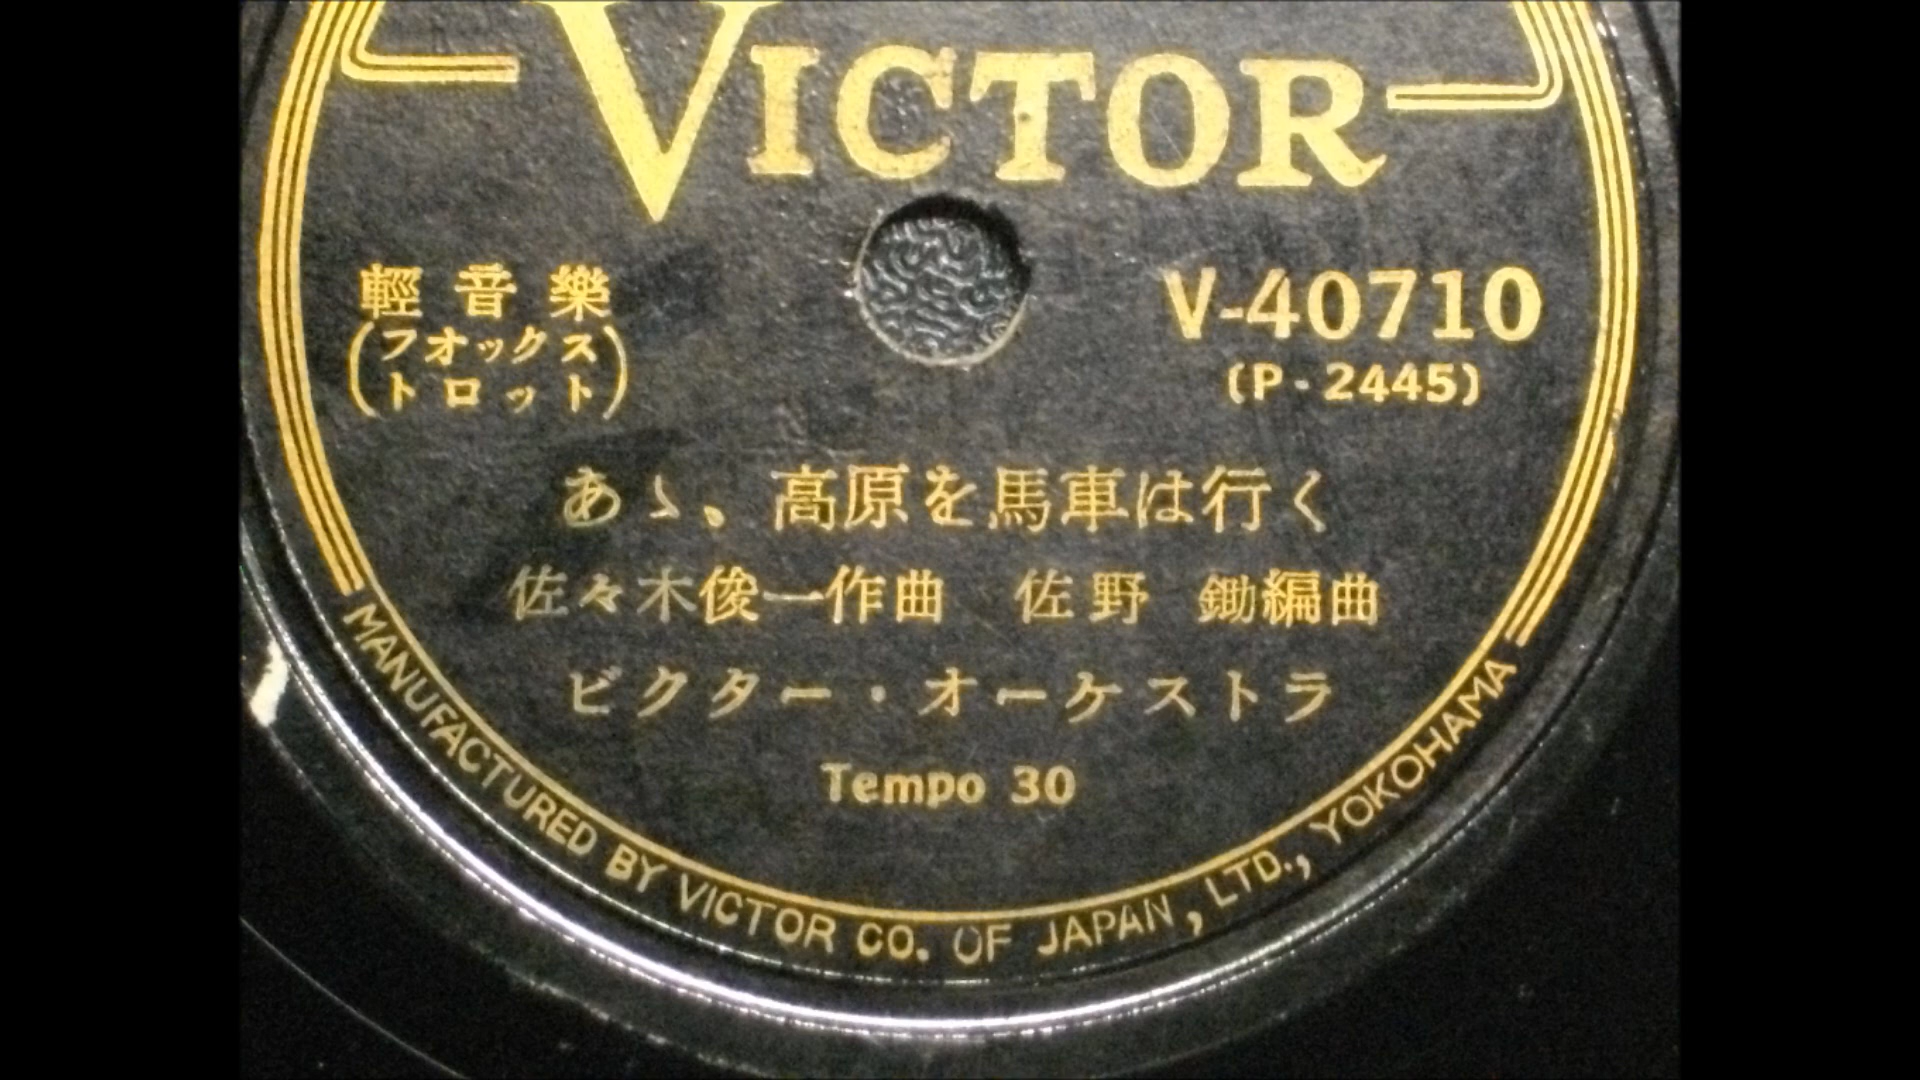 VICTOR
輕音樂
(フオックス
トロット)
V-40710
(P-2445)
あゝ、高原を馬車は行く
佐々木俊一作曲 佐野 鋤編曲
ビクター・オーケストラ
Tempo 30
MANUFACTURED BY VICTOR CO. OF JAPAN, LTD., YOKOHAMA